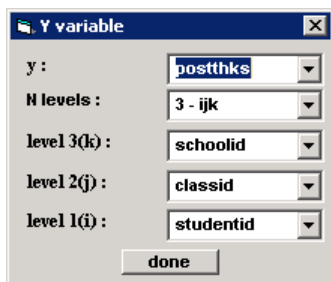 Y variable
y : postthks
N levels : 3 - ijk
level 3(k) : schoolid
level 2(j) : classid
level 1(i) : studentid
done